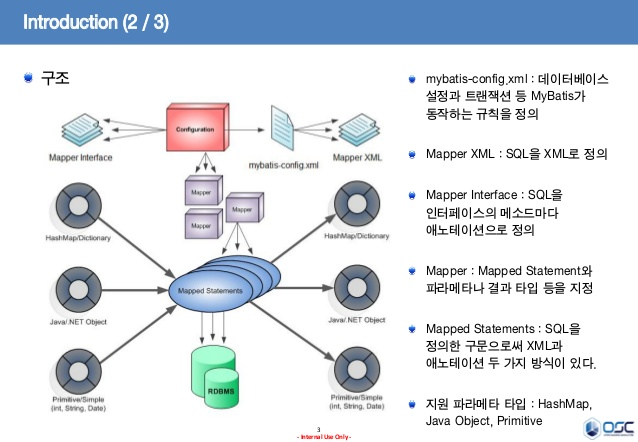 Introduction (2 / 3)
구조
Configuration
Mapper Interface
mybatis-config.xml
Mapper XML
Mapper
Mapper
Mapper
HashMap/Dictionary
HashMap/Dictionary
Mapped Statements
Java/.NET Object
Java/.NET Object
RDBMS
Primitive/Simple
(int, String, Date)
Primitive/Simple
(int, String, Date)
mybatis-config.xml : 데이터베이스
설정과 트랜잭션 등 MyBatis가
동작하는 규칙을 정의
Mapper XML : SQL을 XML로 정의
Mapper Interface : SQL을
인터페이스의 메소드마다
애노테이션으로 정의
Mapper : Mapped Statement와
파라메타나 결과 타입 등을 지정
Mapped Statements : SQL을
정의한 구문으로써 XML과
애노테이션 두 가지 방식이 있다.
지원 파라메타 타입 : HashMap,
Java Object, Primitive
3
- Internal Use Only -
OSC